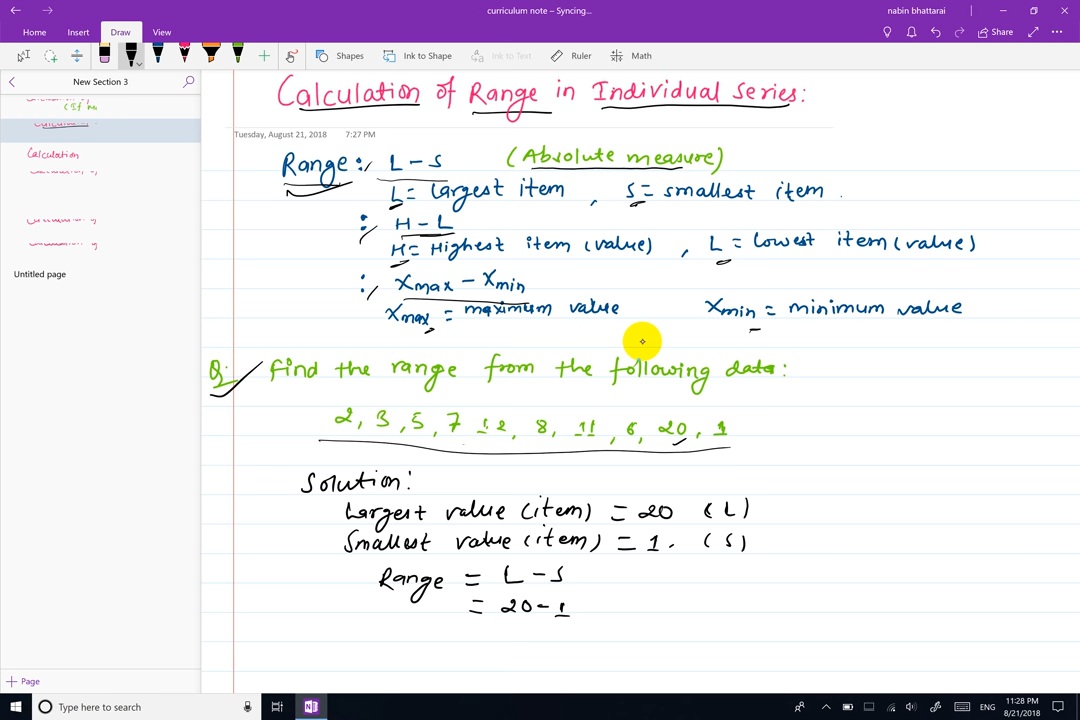 curriculum note – Syncing...
nabin bhattarai
Home Insert Draw View
Share
Shapes Ink to Shape Ink to Text Ruler Math
New Section 3
Calculation
Untitled page
Page
Calculation of Range in Individual Series:
Tuesday, August 21, 2018 7:27 PM
Range: L - S (Absolute measure)
L = largest item, S = smallest item.
: H - L
H = Highest item (value), L = lowest item (value)
: Xmax - Xmin
Xmax = maximum value Xmin = minimum value
Q: Find the range from the following data:
2, 3, 5, 7 12, 8, 11, 6, 20, 1
Solution:
Largest value (item) = 20 (L)
Smallest value (item) = 1. (S)
Range = L - S
= 20 - 1
Type here to search
ENG
11:28 PM
8/21/2018